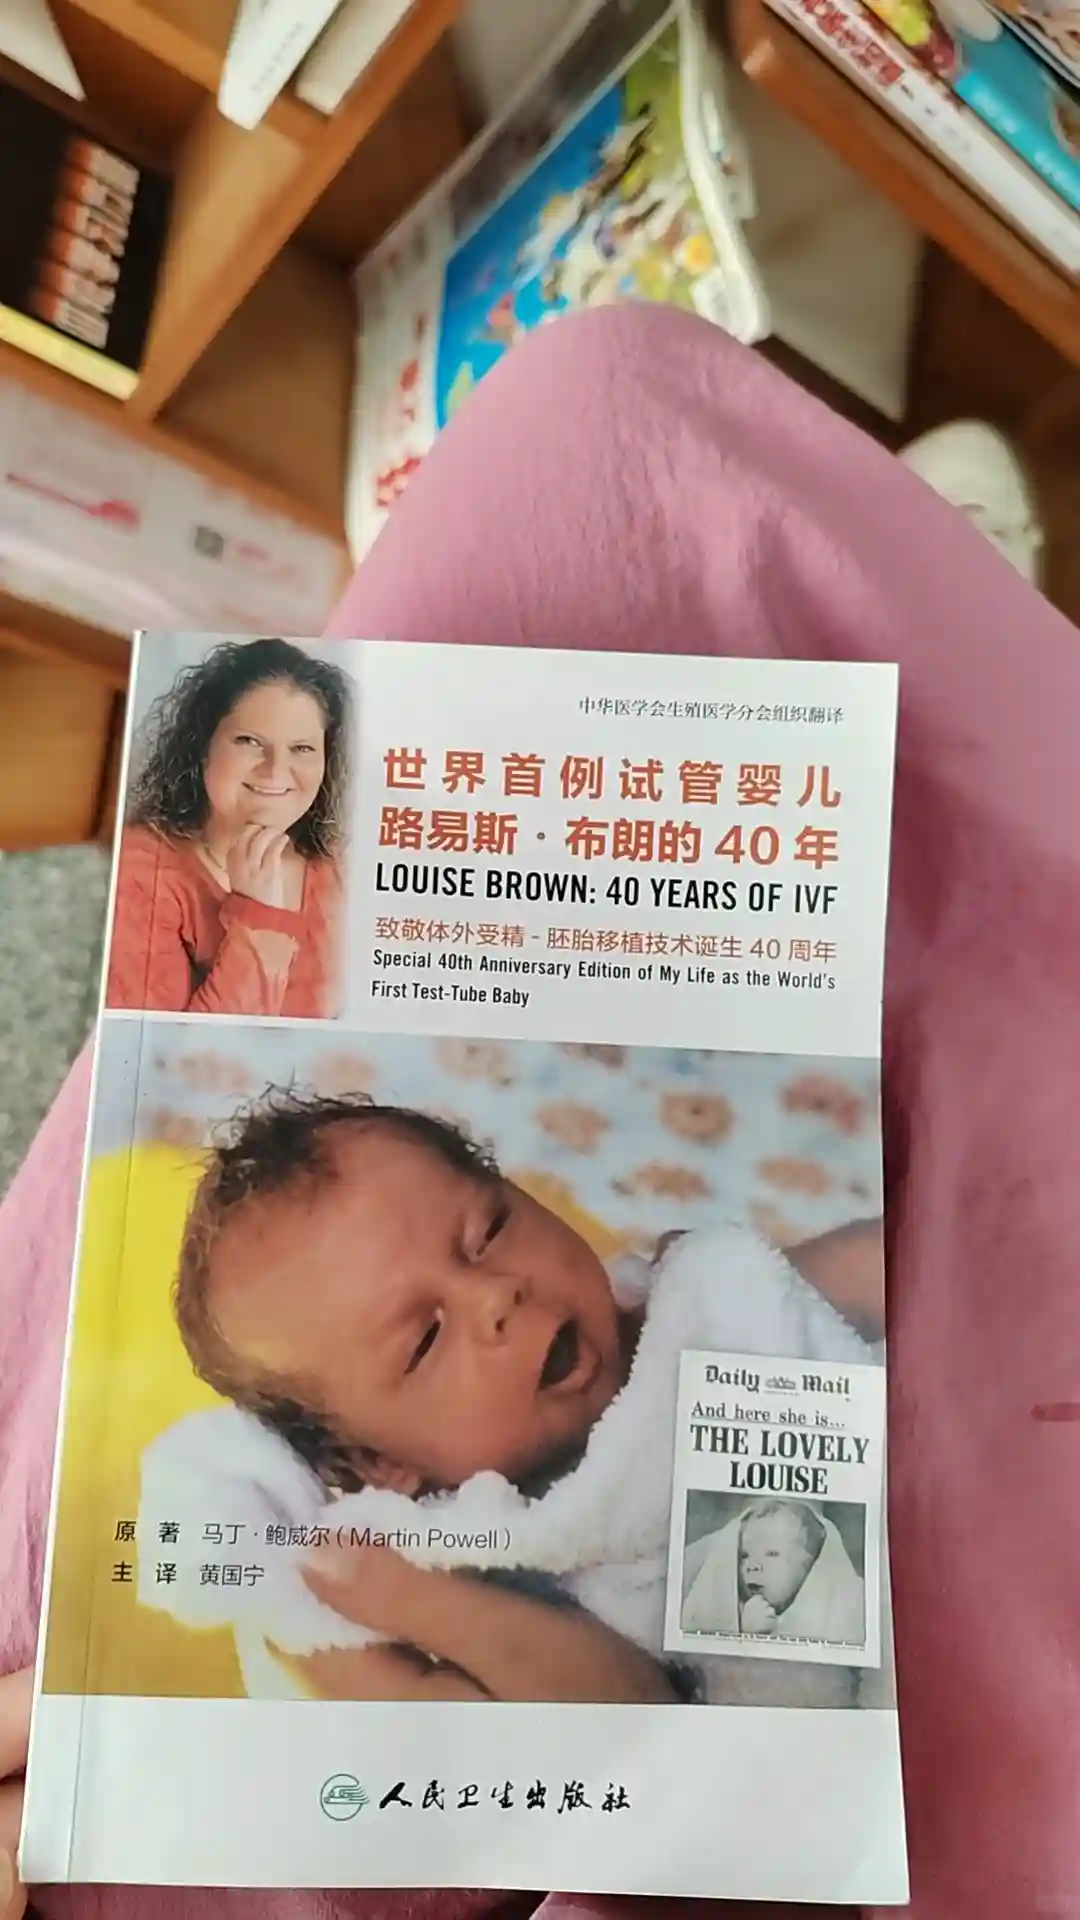 中华医学会生殖医学分会组织翻译
世界首例试管婴儿
路易斯·布朗的40年
LOUISE BROWN: 40 YEARS OF IVF
致敬体外受精-胚胎移植技术诞生40周年
Special 40th Anniversary Edition of My Life as the World's
First Test-Tube Baby
Daily Mail
And here she is...
THE LOVELY
LOUISE
原 著 马丁·鲍威尔(Martin Powell)
主 译 黄国宁
人民卫生出版社